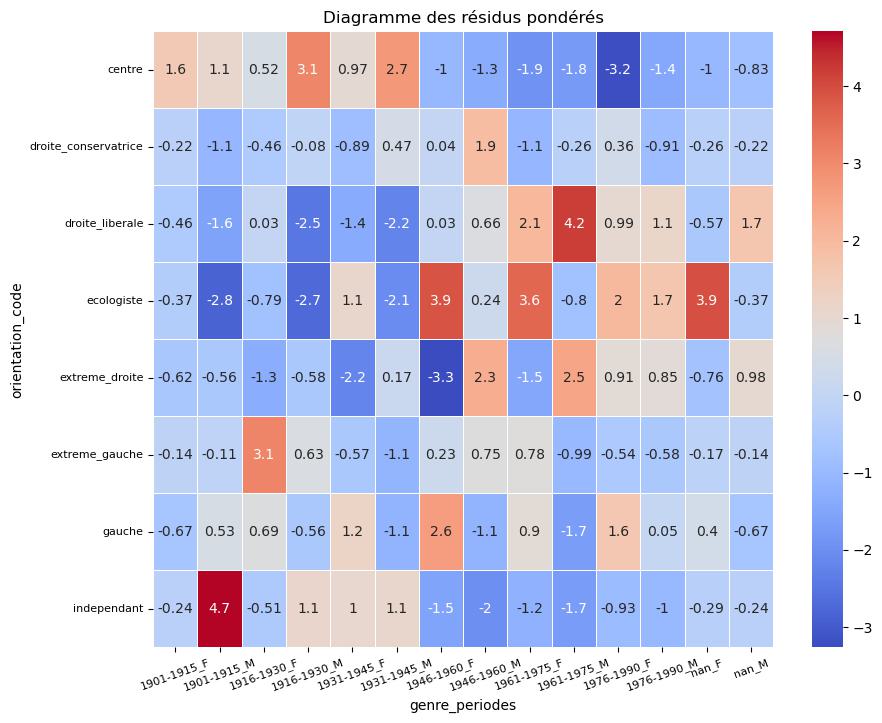 Diagramme des résidus pondérés
centre 1.6 1.1 0.52 3.1 0.97 2.7 -1 -1.3 -1.9 -1.8 -3.2 -1.4 -1 -0.83
droite_conservatrice -0.22 -1.1 -0.46 -0.08 -0.89 0.47 0.04 1.9 -1.1 -0.26 0.36 -0.91 -0.26 -0.22
droite_liberale -0.46 -1.6 0.03 -2.5 -1.4 -2.2 0.03 0.66 2.1 4.2 0.99 1.1 -0.57 1.7
ecologiste -0.37 -2.8 -0.79 -2.7 1.1 -2.1 3.9 0.24 3.6 -0.8 2 1.7 3.9 -0.37
extreme_droite -0.62 -0.56 -1.3 -0.58 -2.2 0.17 -3.3 2.3 -1.5 2.5 0.91 0.85 -0.76 0.98
extreme_gauche -0.14 -0.11 3.1 0.63 -0.57 -1.1 0.23 0.75 0.78 -0.99 -0.54 -0.58 -0.17 -0.14
gauche -0.67 0.53 0.69 -0.56 1.2 -1.1 2.6 -1.1 0.9 -1.7 1.6 0.05 0.4 -0.67
independant -0.24 4.7 -0.51 1.1 1 1.1 -1.5 -2 -1.2 -1.7 -0.93 -1 -0.29 -0.24
orientation_code
1901-1915_F 1901-1915_M 1916-1930_F 1916-1930_M 1931-1945_F 1931-1945_M 1946-1960_F 1946-1960_M 1961-1975_F 1961-1975_M 1976-1990_F 1976-1990_M nan_F nan_M
genre_periodes
4
3
2
1
0
−1
−2
−3